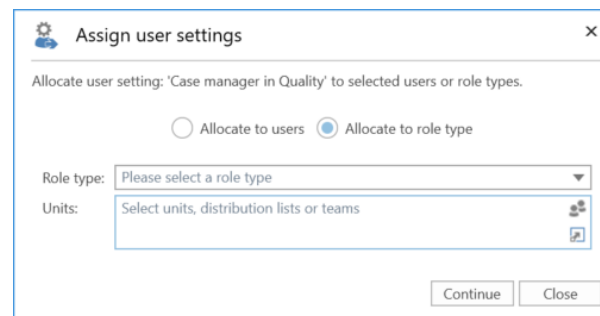 Assign user settings
Allocate user setting: 'Case manager in Quality' to selected users or role types.
Allocate to users Allocate to role type
Role type: Please select a role type
Units: Select units, distribution lists or teams
Continue Close